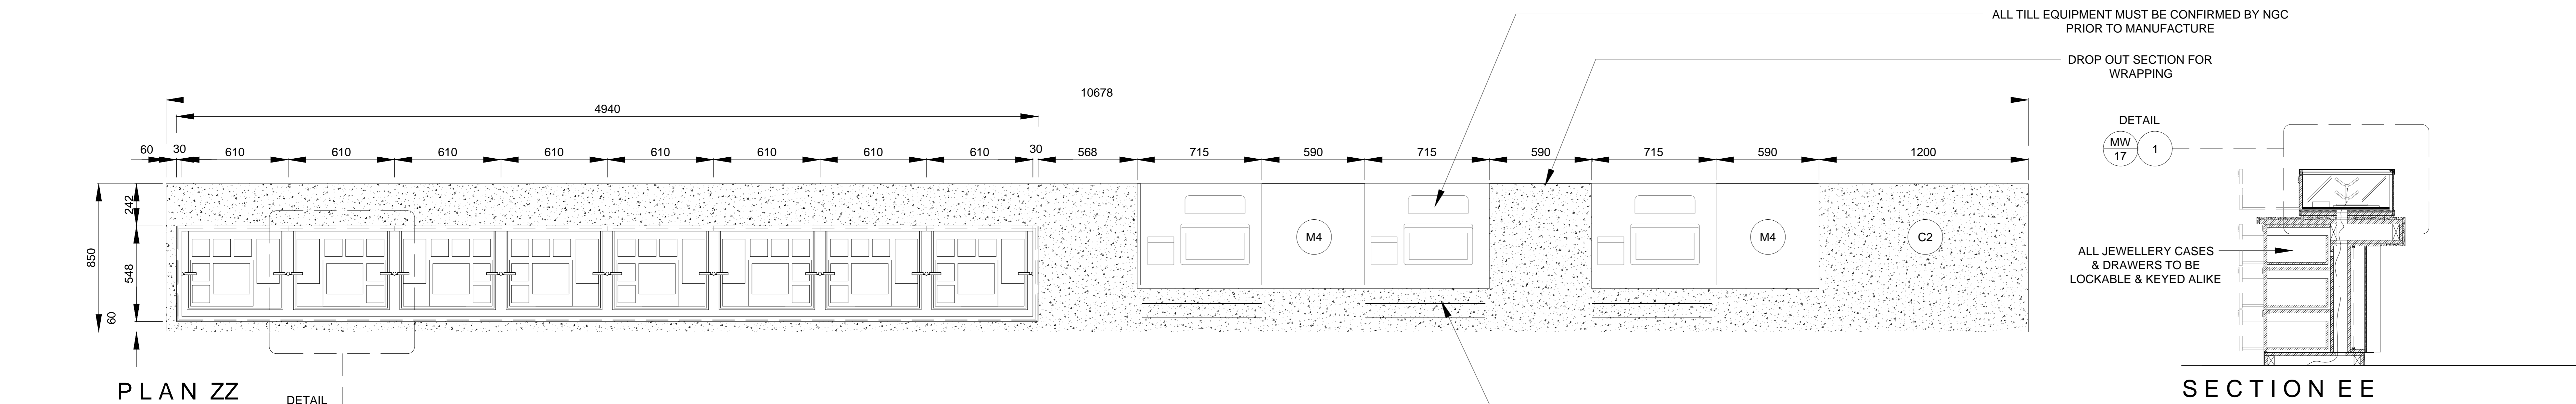 ALL TILL EQUIPMENT MUST BE CONFIRMED BY NGC
PRIOR TO MANUFACTURE
DROP OUT SECTION FOR
WRAPPING
10678
4940
60 30 610 610 610 610 610 610 610 610 30 568 715 590 715 590 715 590 1200
850
242
548
60
M4
M4
C2
DETAIL
MW
17
1
ALL JEWELLERY CASES
& DRAWERS TO BE
LOCKABLE & KEYED ALIKE
PLAN ZZ
DETAIL
SECTION EE